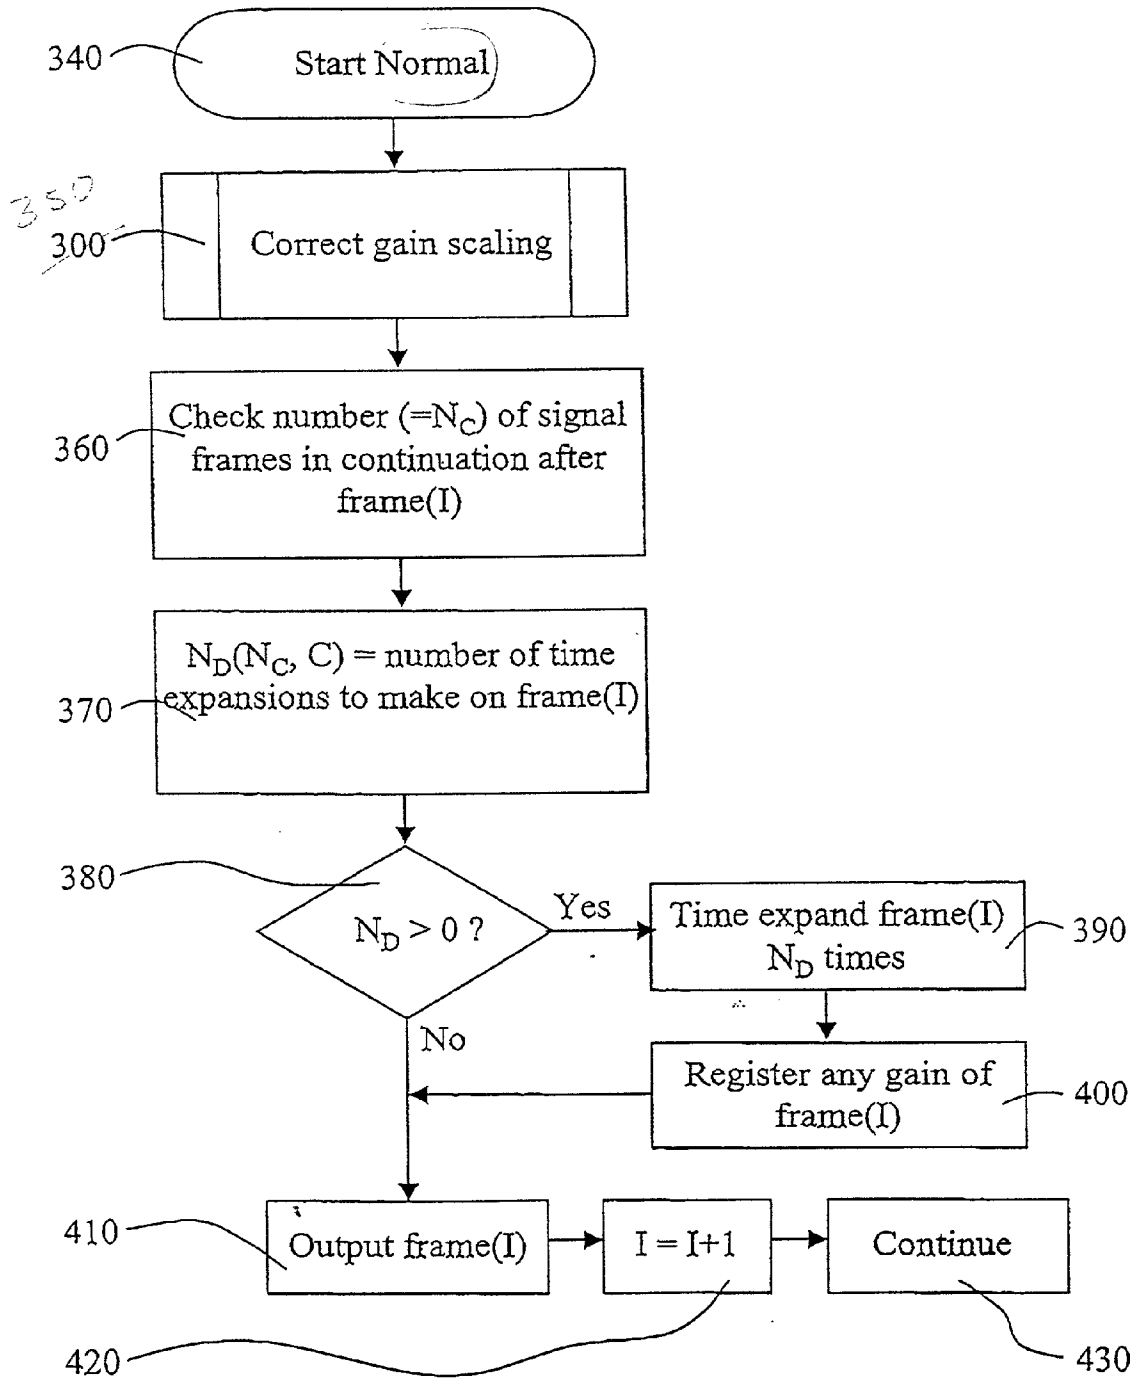 340
Start Normal
350
300
Correct gain scaling
360
Check number (=N_C) of signal
frames in continuation after
frame(I)
370
N_D(N_C, C) = number of time
expansions to make on frame(I)
380
N_D > 0 ?
Yes
Time expand frame(I)
N_D times
390
No
Register any gain of
frame(I)
400
410
Output frame(I)
I = I+1
Continue
420
430